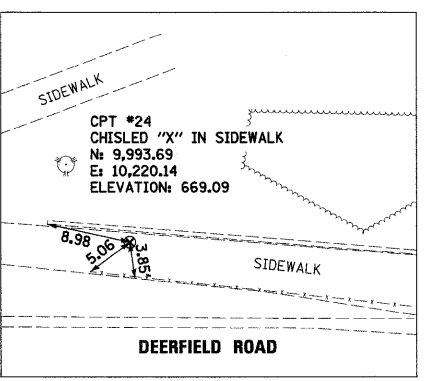 SIDEWALK
CPT #24
CHISLED "X" IN SIDEWALK
N: 9,993.69
E: 10,220.14
ELEVATION: 669.09
8.98
5.06
3.85
SIDEWALK
DEERFIELD ROAD